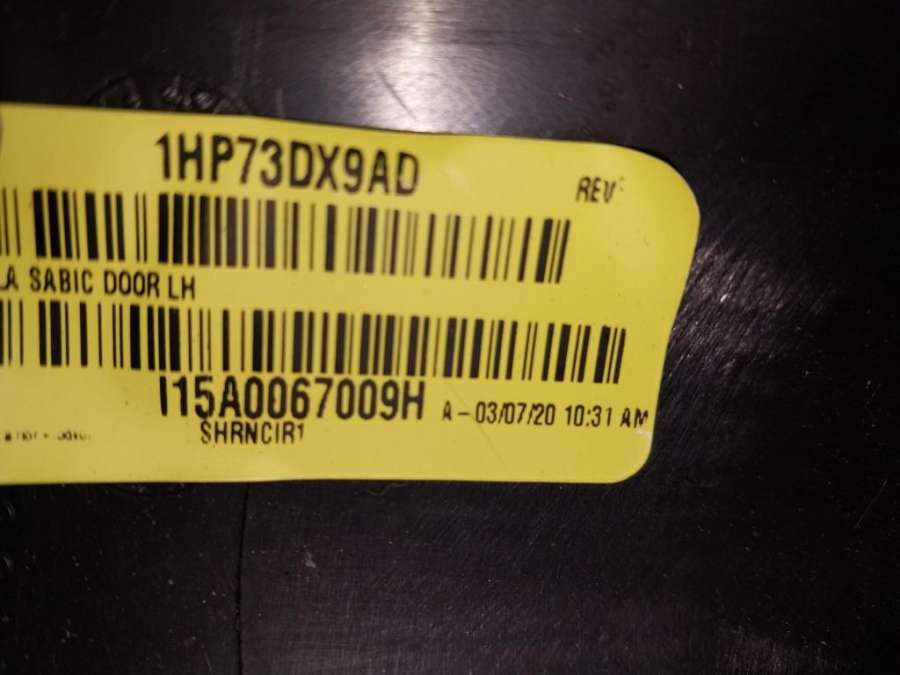 1HP73DX9AD
REV
LA SABIC DOOR LH
I15A0067009H A - 03/07/20 10:31 AM
SHRNCIR1